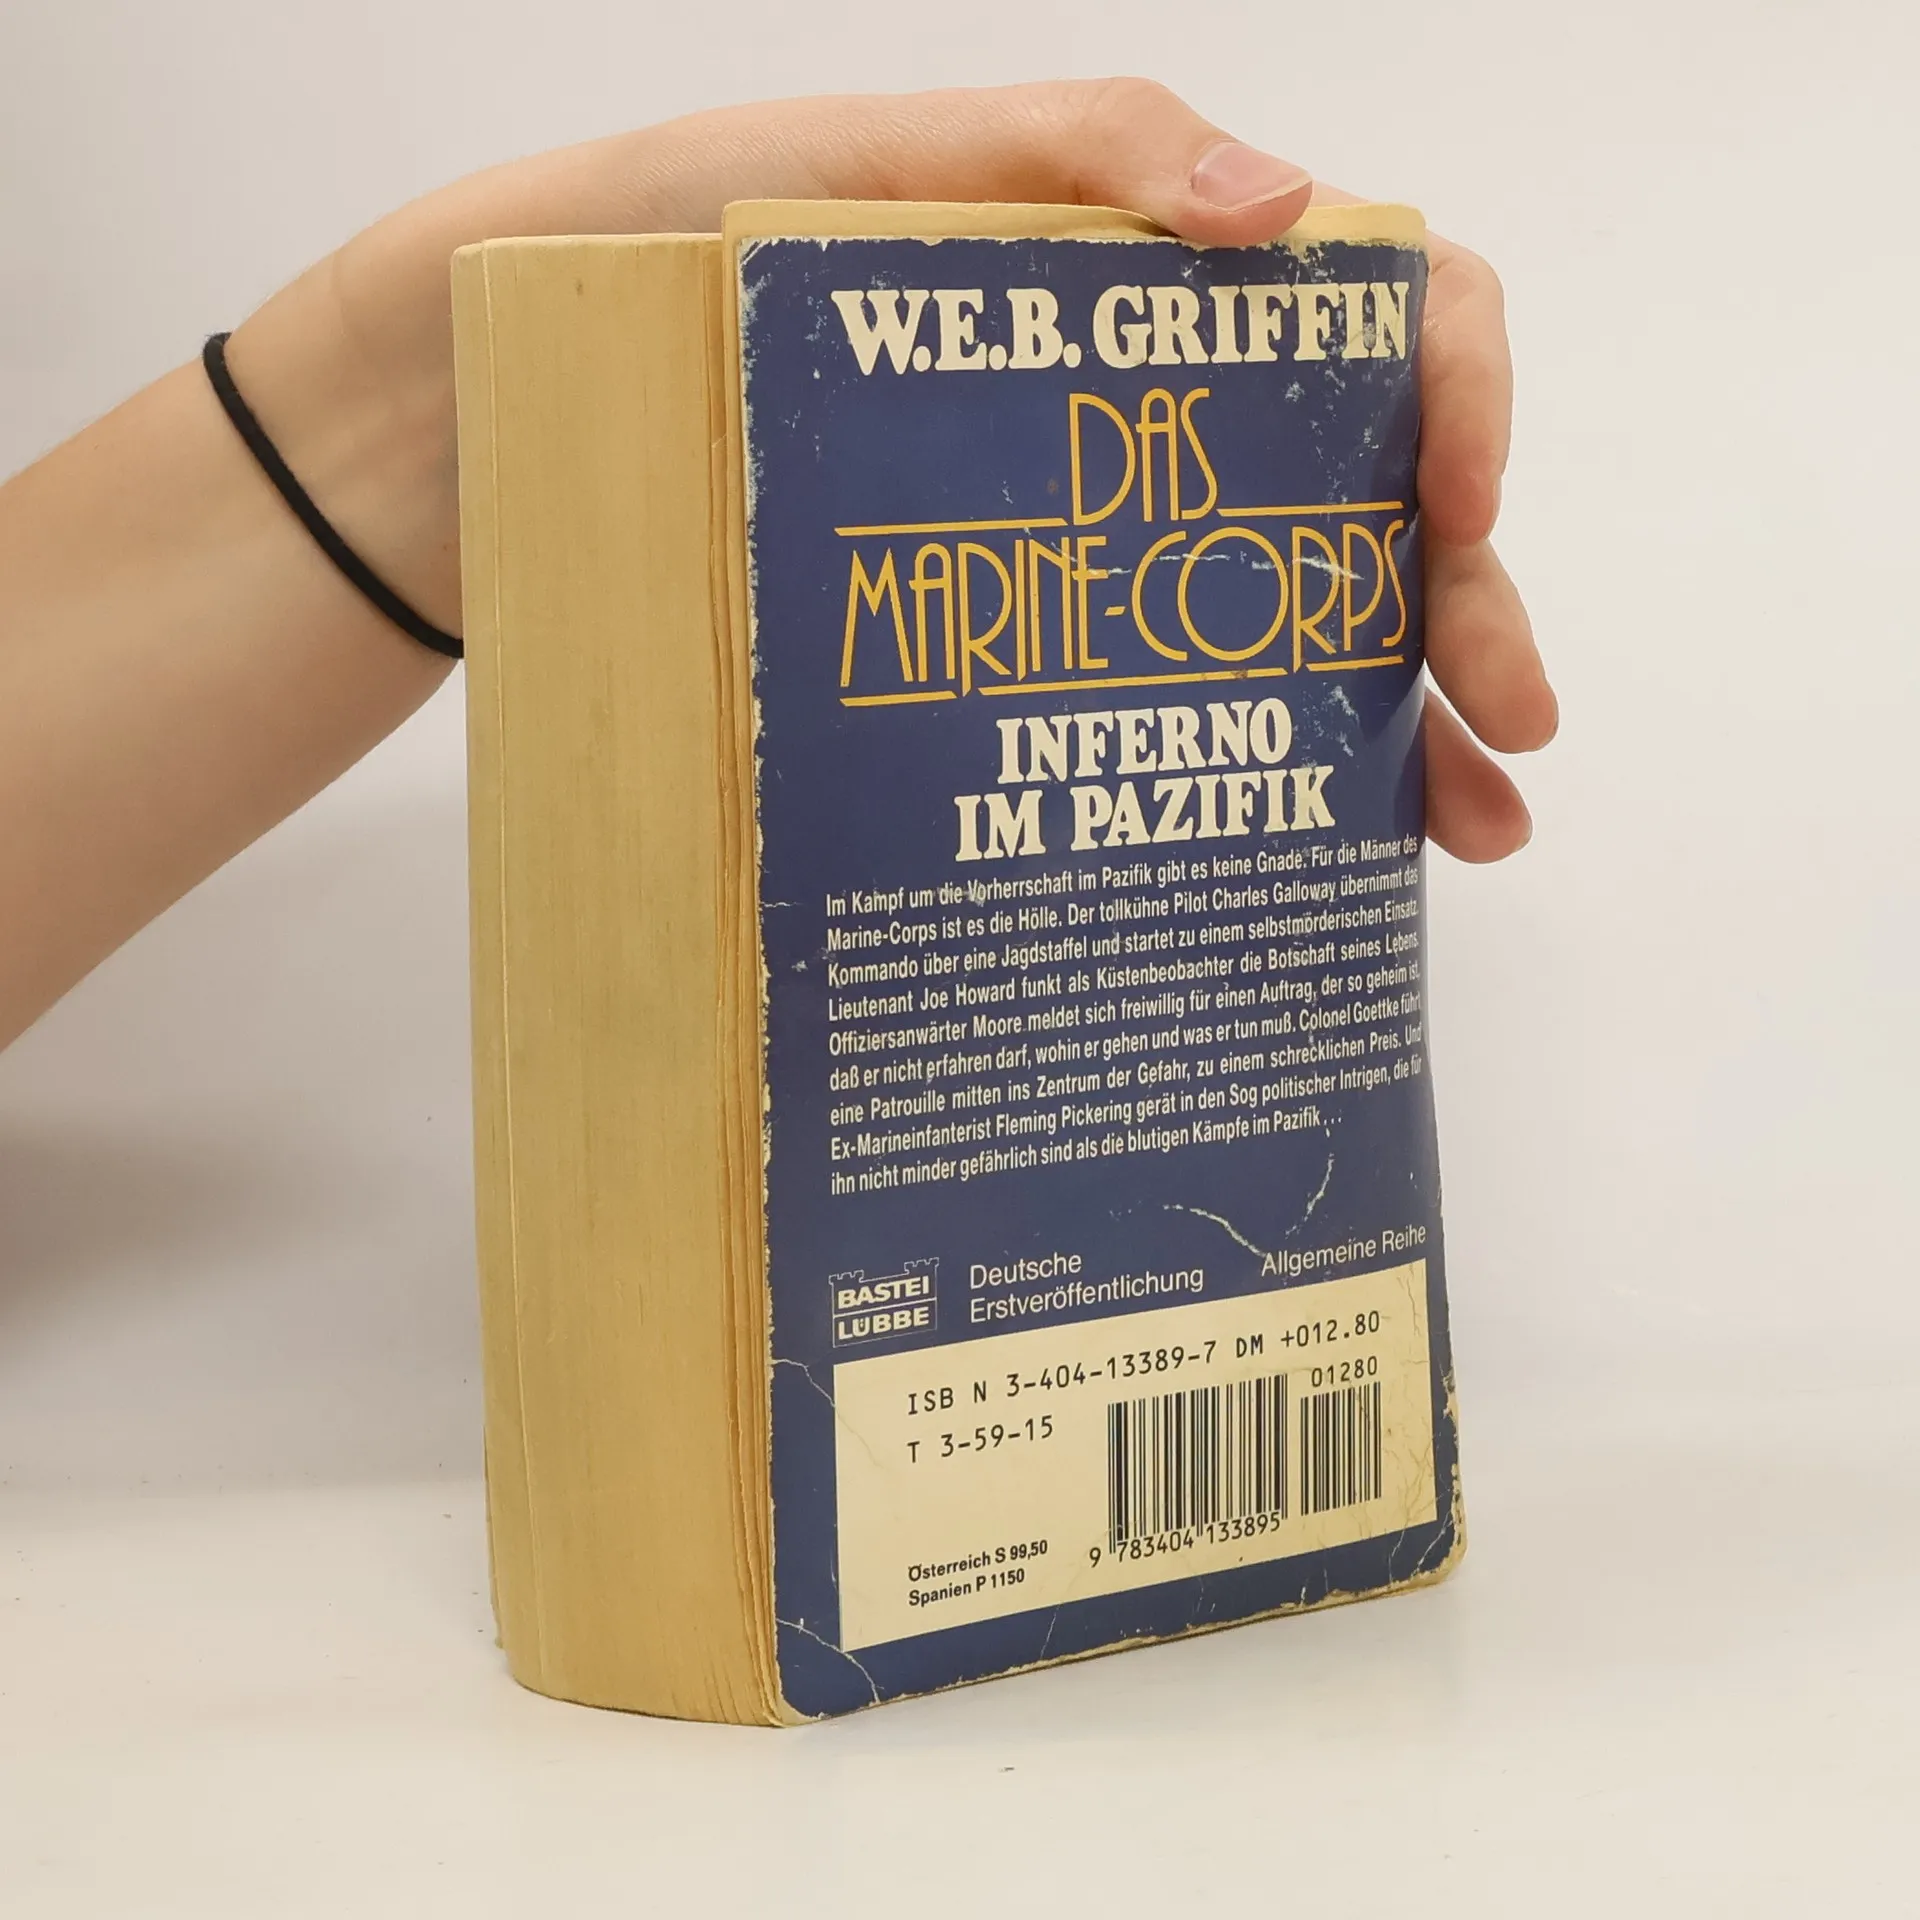 W.E.B. GRIFFIN
DAS
MARINE-CORPS
INFERNO
IM PAZIFIK
Im Kampf um die Vorherrschaft im Pazifik gibt es keine Gnade. Für die Männer des
Marine-Corps ist es die Hölle. Der tollkühne Pilot Charles Galloway übernimmt das
Kommando über eine Jagdstaffel und startet zu einem selbstmörderischen Einsatz.
Lieutenant Joe Howard funkt als Küstenbeobachter die Botschaft seines Lebens.
Offiziersanwärter Moore meldet sich freiwillig für einen Auftrag, der so geheim ist,
daß er nicht erfahren darf, wohin er gehen und was er tun muß. Colonel Goettke führt
eine Patrouille mitten ins Zentrum der Gefahr, zu einem schrecklichen Preis. Und
Ex-Marineinfanterist Fleming Pickering gerät in den Sog politischer Intrigen, die für
ihn nicht minder gefährlich sind als die blutigen Kämpfe im Pazifik...
BASTEI
LÜBBE
Deutsche
Erstveröffentlichung
Allgemeine Reihe
ISB N 3-404-13389-7 DM +012.80
T 3-59-15
01280
9 783404 133895
Österreich S 99,50
Spanien P 1150